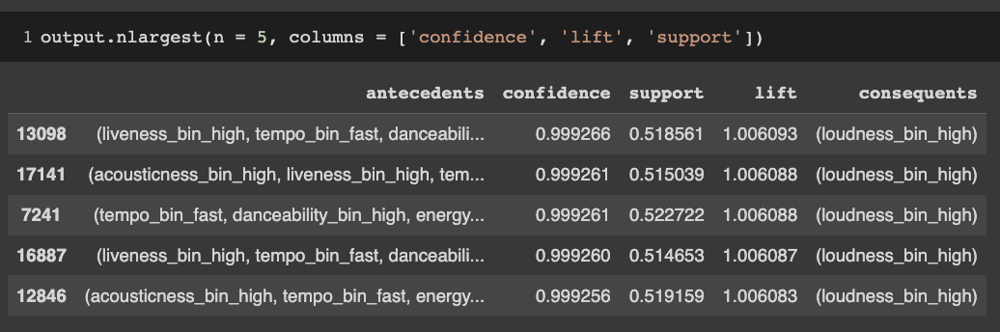 1 output.nlargest(n = 5, columns = ['confidence', 'lift', 'support'])
antecedents confidence support lift consequents
13098 (liveness_bin_high, tempo_bin_fast, danceabili... 0.999266 0.518561 1.006093 (loudness_bin_high)
17141 (acousticness_bin_high, liveness_bin_high, tem... 0.999261 0.515039 1.006088 (loudness_bin_high)
7241 (tempo_bin_fast, danceability_bin_high, energy... 0.999261 0.522722 1.006088 (loudness_bin_high)
16887 (liveness_bin_high, tempo_bin_fast, danceabili... 0.999260 0.514653 1.006087 (loudness_bin_high)
12846 (acousticness_bin_high, tempo_bin_fast, energy... 0.999256 0.519159 1.006083 (loudness_bin_high)